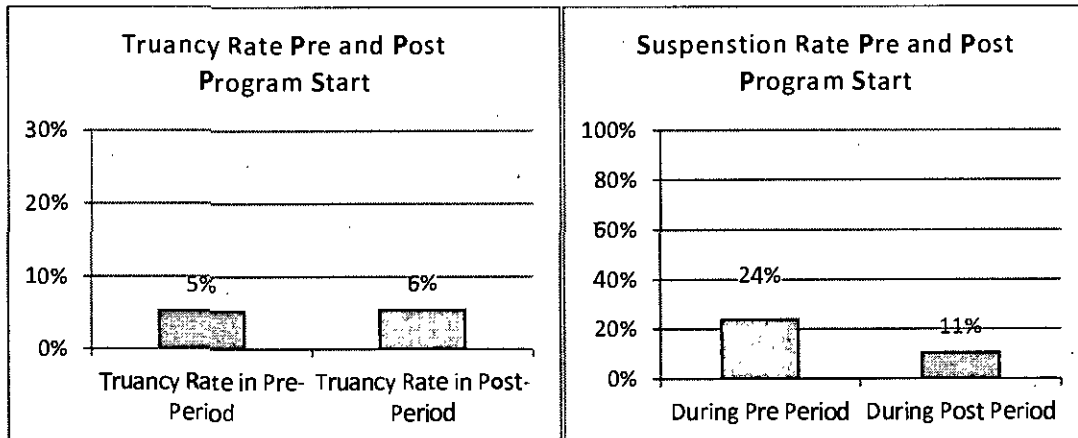 Truancy Rate Pre and Post
Program Start
30%
20%
10%
0%
5%
6%
Truancy Rate in Pre-
Period
Truancy Rate in Post-
Period
Suspenstion Rate Pre and Post
Program Start
100%
80%
60%
40%
20%
0%
24%
11%
During Pre Period
During Post Period